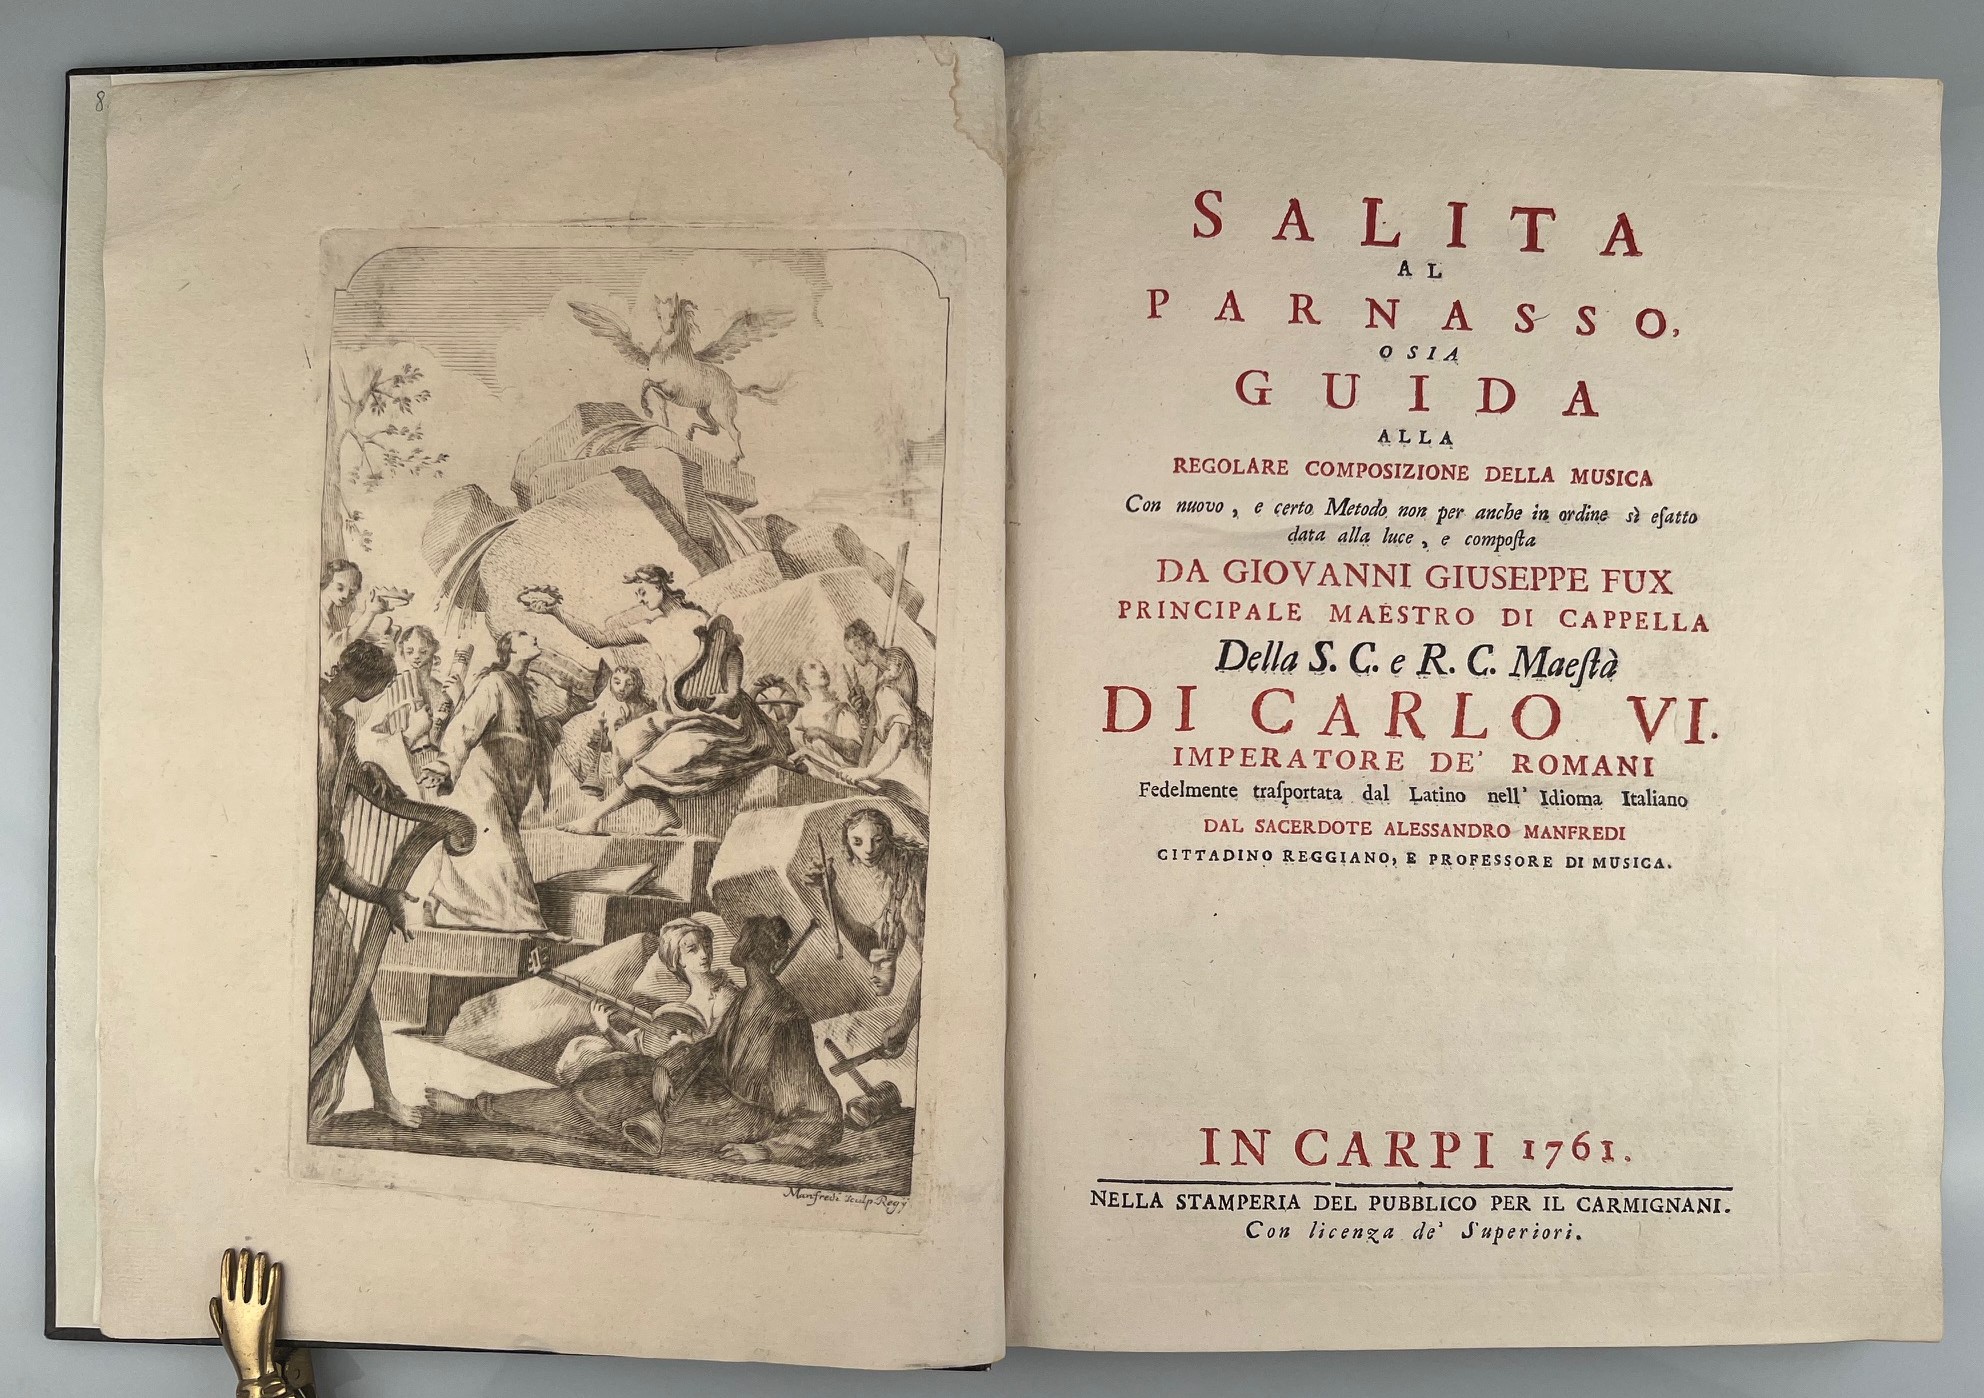 8
Manfredi Sculp. Regÿ
SALITA
AL
PARNASSO,
OSIA
GUIDA
ALLA
REGOLARE COMPOSIZIONE DELLA MUSICA
Con nuovo, e certo Metodo non per anche in ordine sì eſatto
data alla luce, e compoſta
DA GIOVANNI GIUSEPPE FUX
PRINCIPALE MAESTRO DI CAPPELLA
Della S. C. e R. C. Maeſtà
DI CARLO VI.
IMPERATORE DE' ROMANI
Fedelmente traſportata dal Latino nell' Idioma Italiano
DAL SACERDOTE ALESSANDRO MANFREDI
CITTADINO REGGIANO, E PROFESSORE DI MUSICA.
IN CARPI 1761.
NELLA STAMPERIA DEL PUBBLICO PER IL CARMIGNANI.
Con licenza de' Superiori.